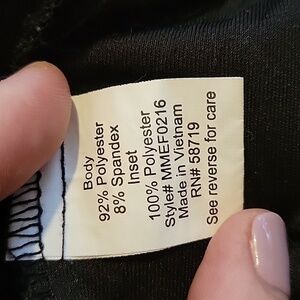 Body
92% Polyester
8% Spandex
Inset
100% Polyester
Style# MMEF0216
Made in Vietnam
RN# 58719
See reverse for care